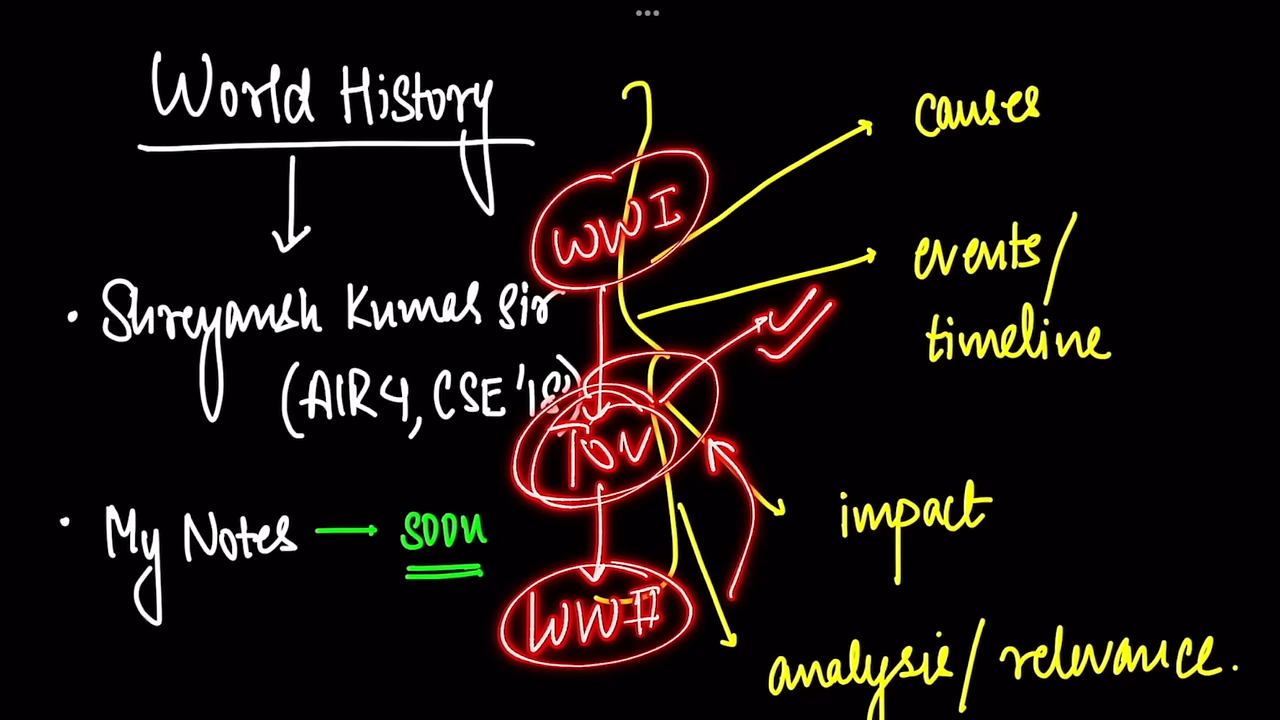 World History
causes
WWI
events/
timeline
• Shreyansh Kumar Sir
(AIR4, CSE '18)
TOV
• My Notes → soon
impact
WWII
analysis/relevance.